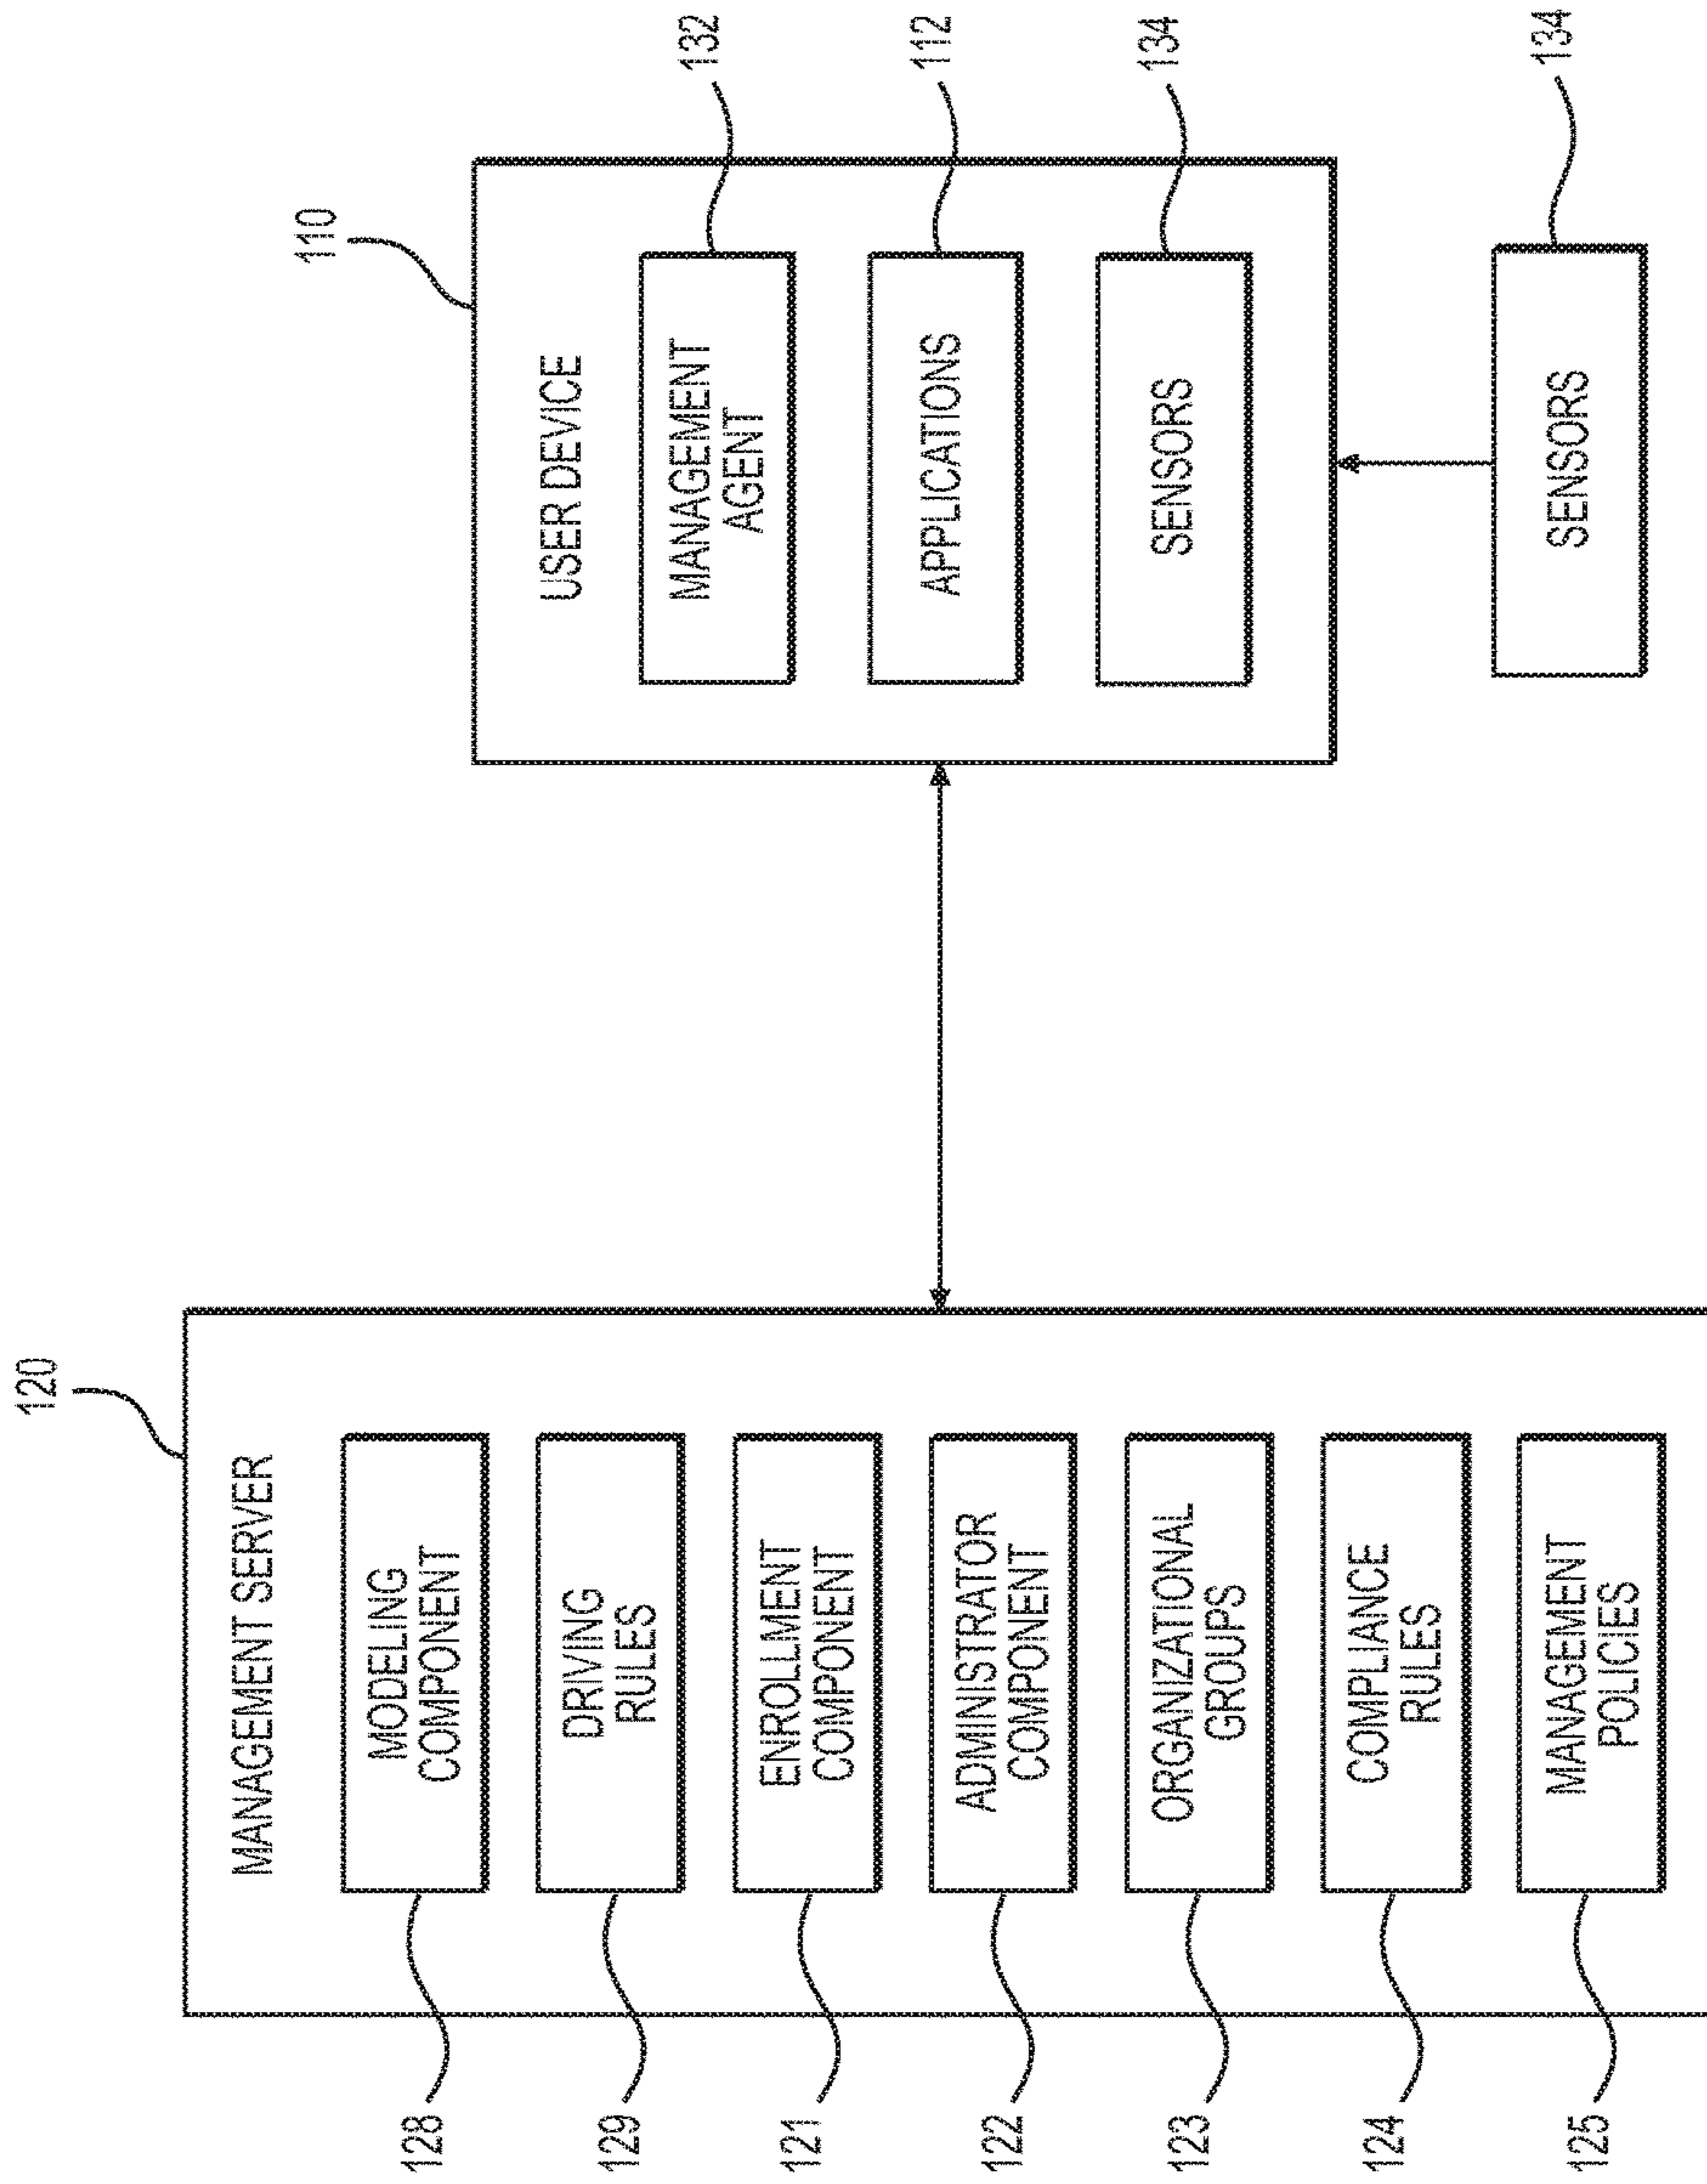 120
MANAGEMENT SERVER
MODELING
COMPONENT
128
DRIVING
RULES
129
ENROLLMENT
COMPONENT
121
ADMINISTRATOR
COMPONENT
122
ORGANIZATIONAL
GROUPS
123
COMPLIANCE
RULES
124
MANAGEMENT
POLICIES
125
110
USER DEVICE
MANAGEMENT
AGENT
132
APPLICATIONS
112
SENSORS
134
SENSORS
134